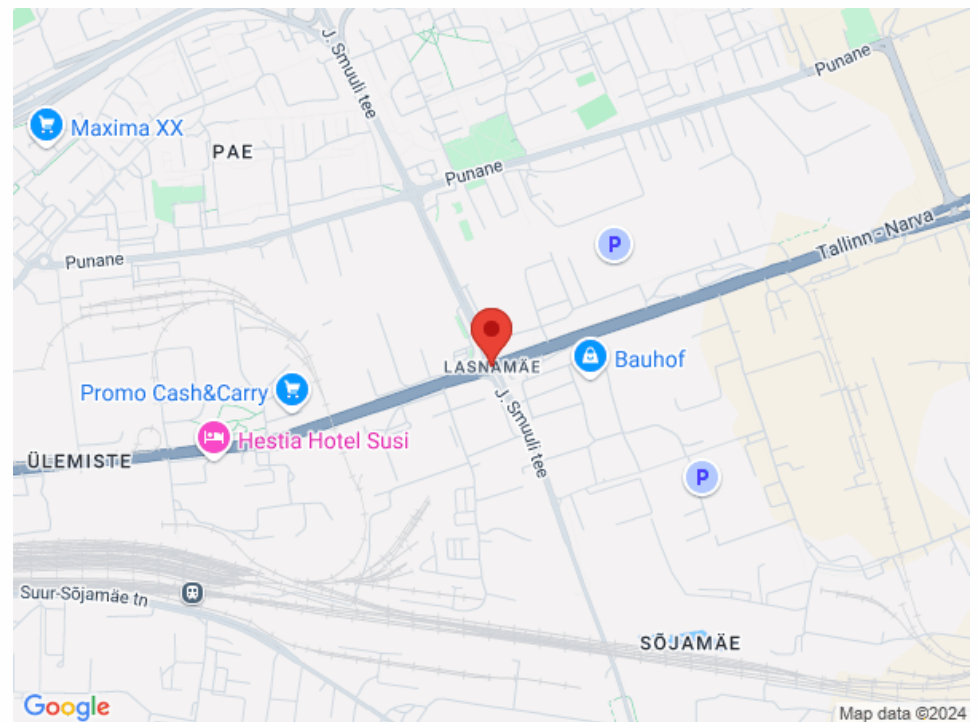 J. Smuuli tee
Punane
Maxima XX
PAE
Punane
Tallinn - Narva
Punane
LASNAMÄE
Bauhof
Promo Cash&Carry
J. Smuuli tee
Hestia Hotel Susi
ÜLEMISTE
P
P
Suur-Sõjamäe tn
SÕJAMÄE
Google
Map data ©2024